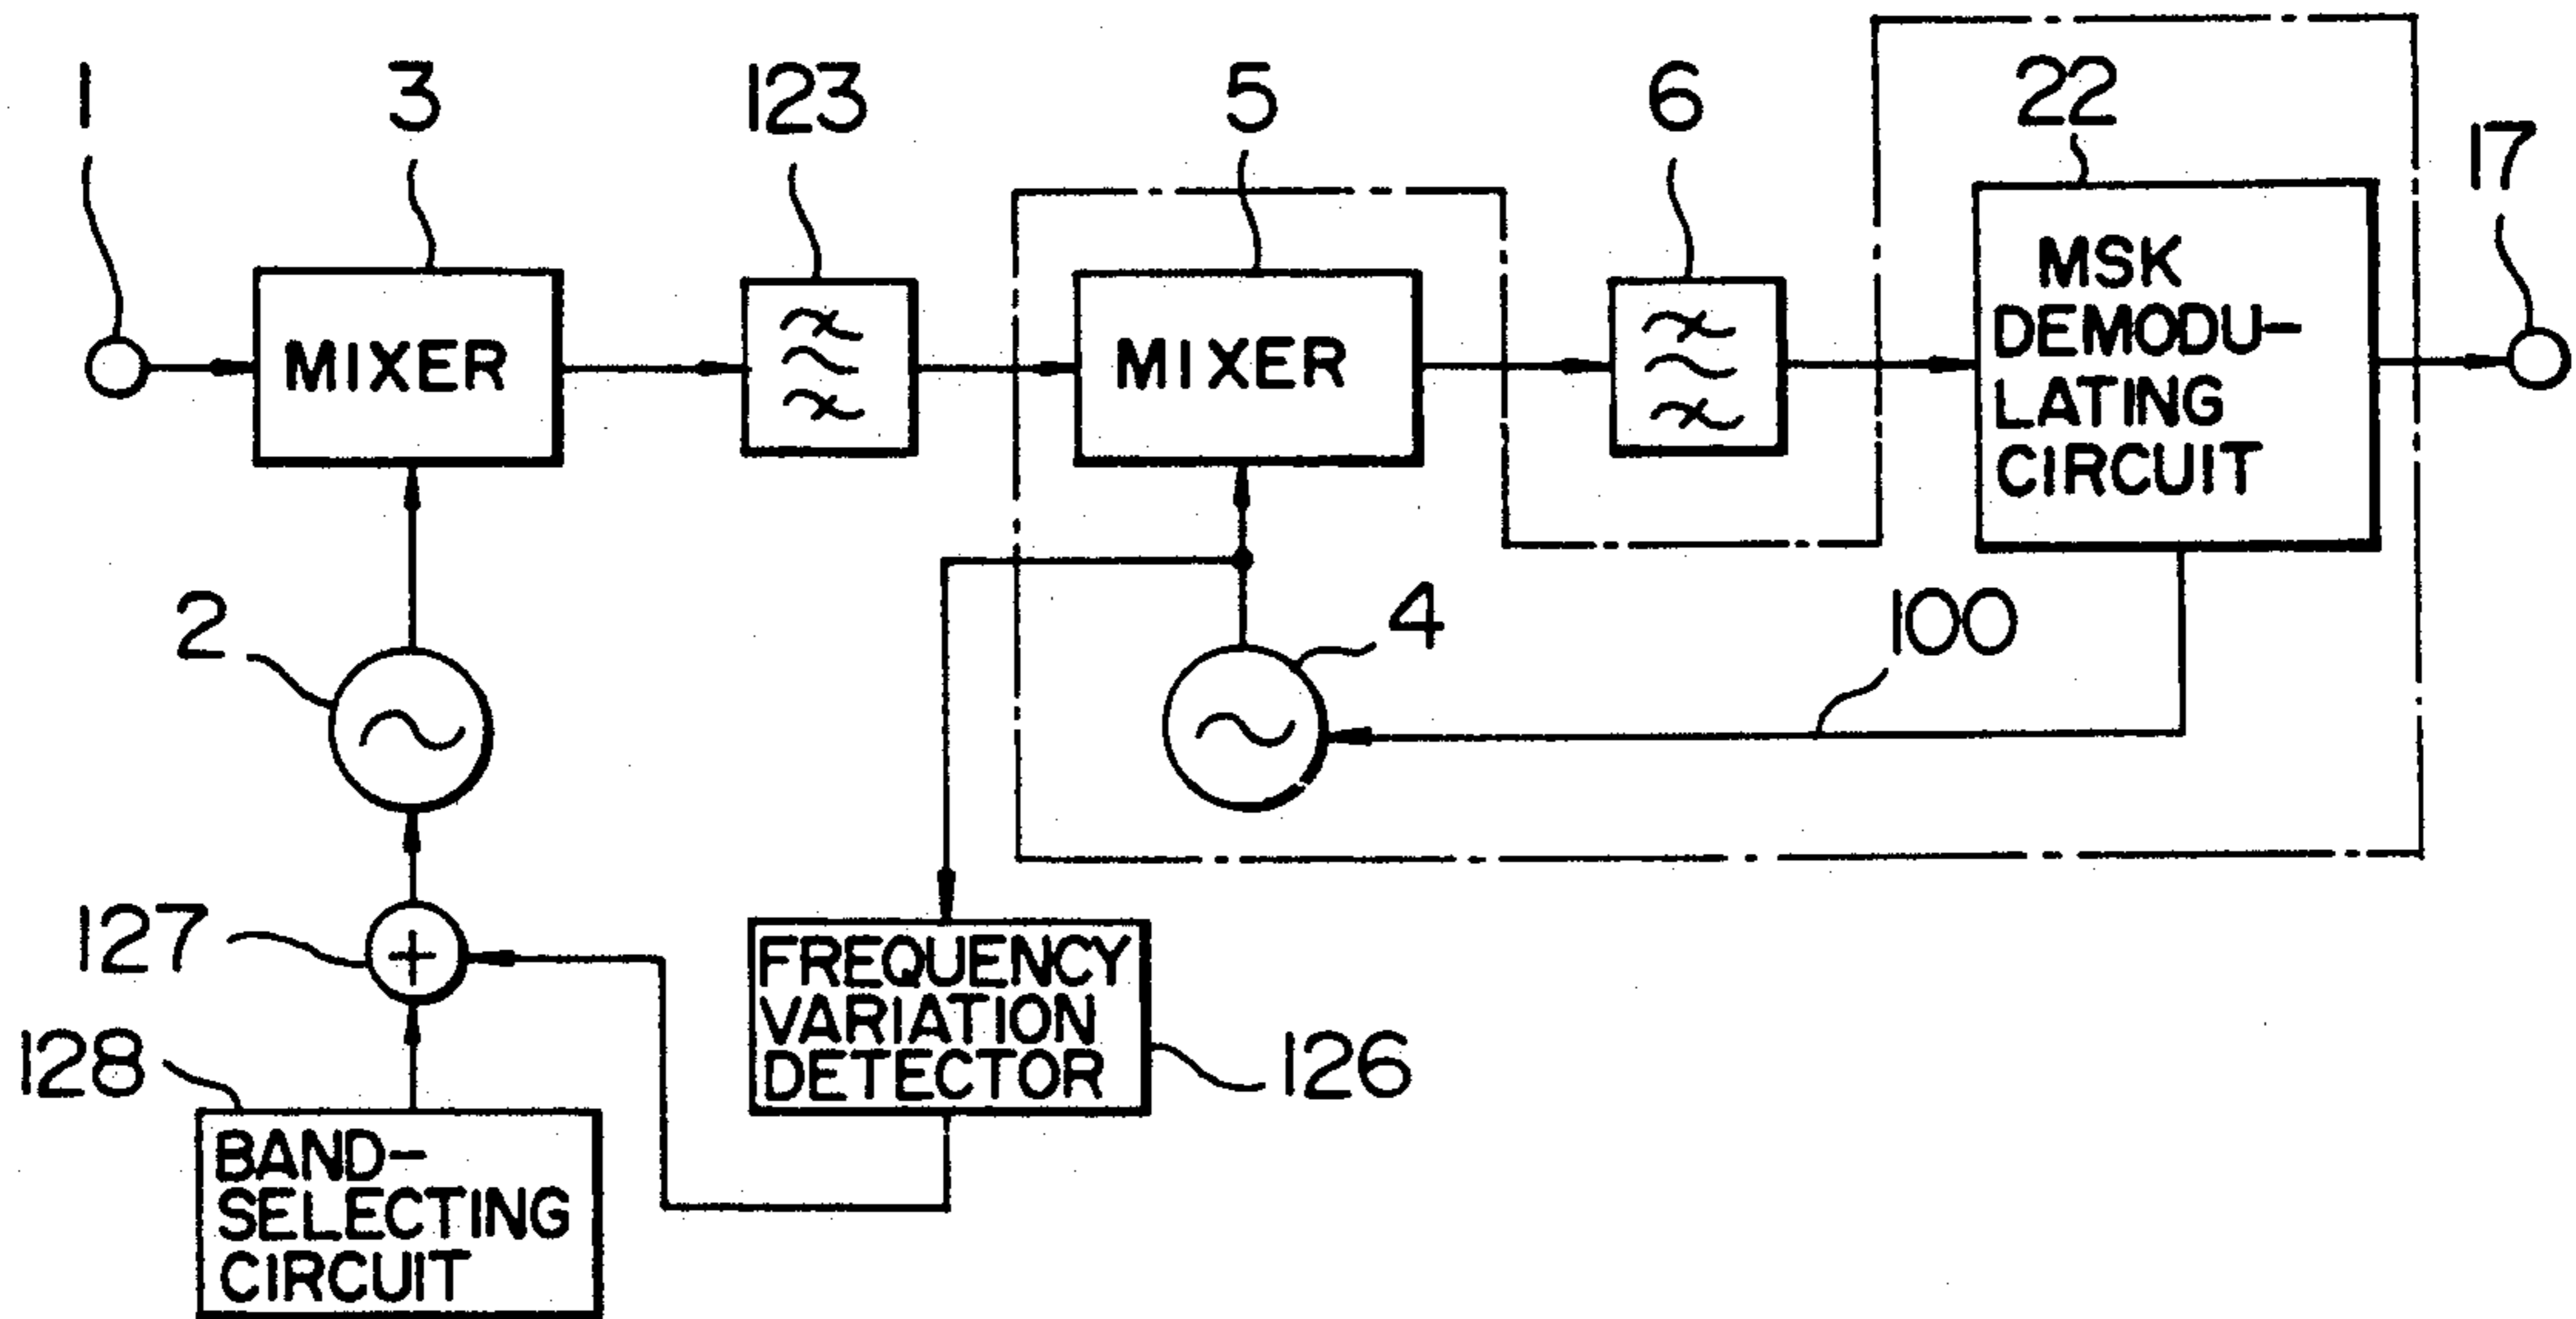 1
3
123
5
6
22
17
MIXER
MIXER
MSK
DEMODU-
LATING
CIRCUIT
2
4
100
127
+
FREQUENCY
VARIATION
DETECTOR
126
128
BAND-
SELECTING
CIRCUIT